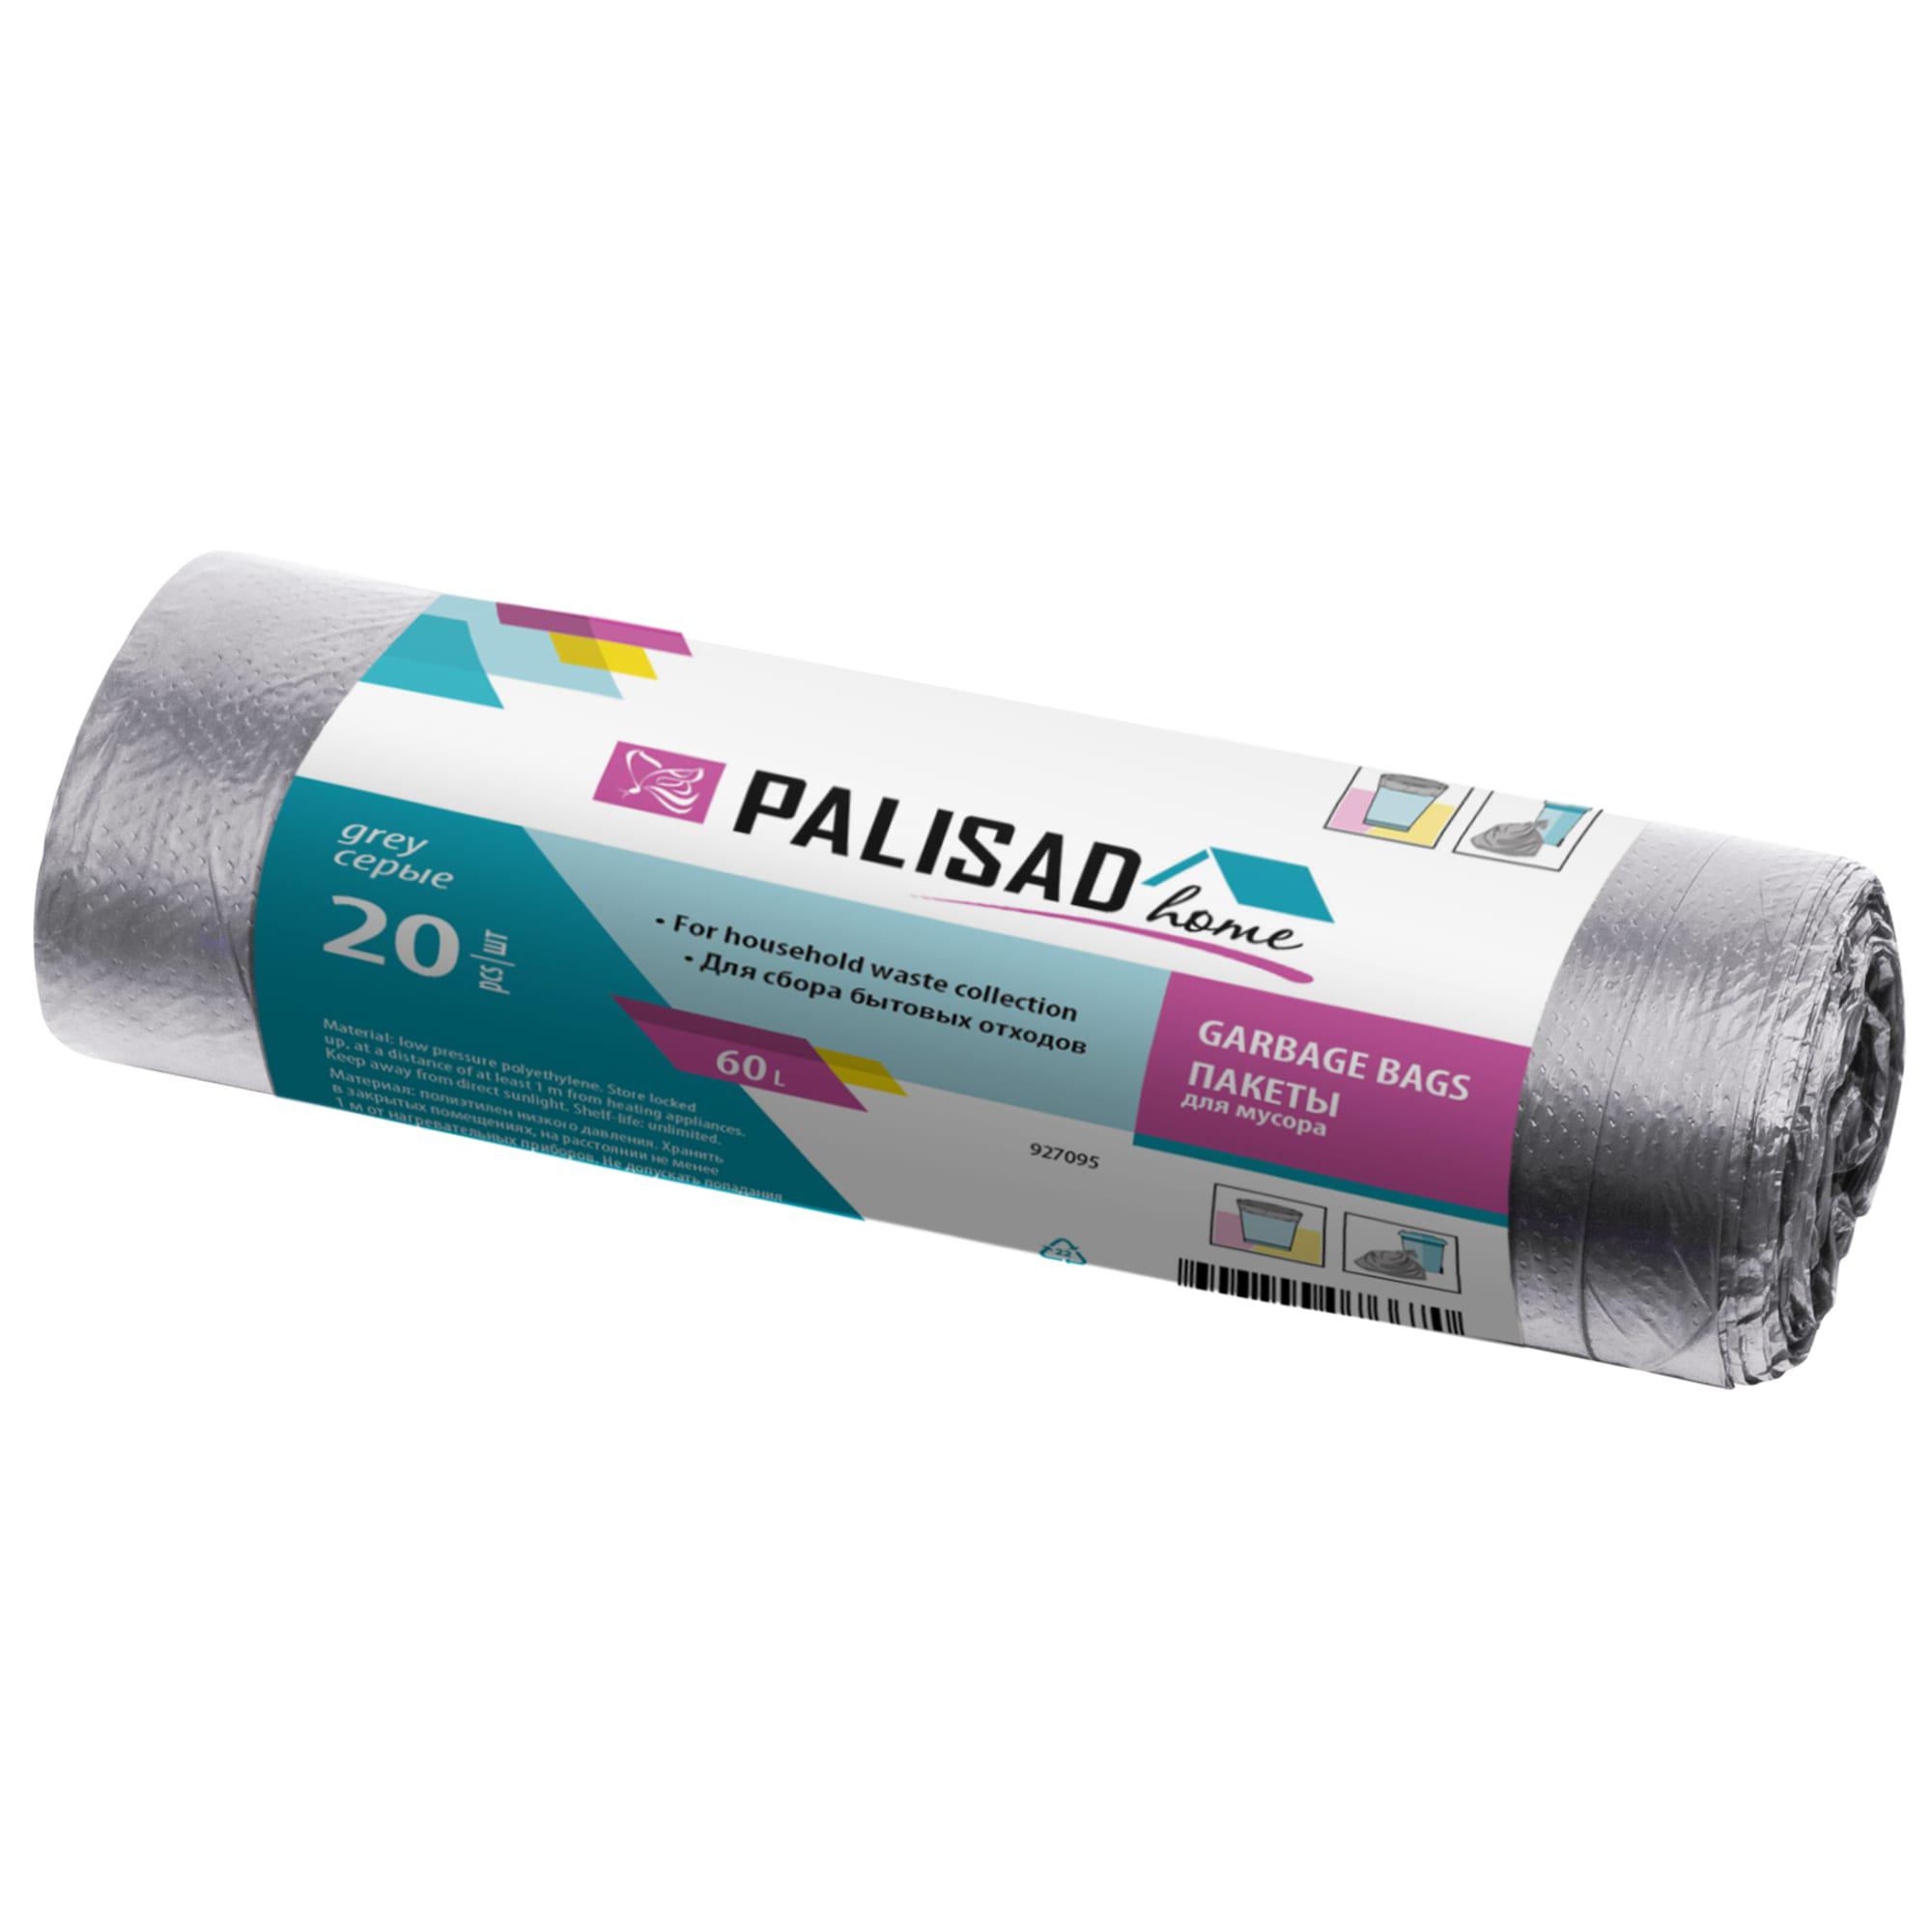 PALISAD
home
grey
серые
20 pcs|шт
• For household waste collection
• Для сбора бытовых отходов
60 L
GARBAGE BAGS
ПАКЕТЫ
для мусора
Material: low pressure polyethylene. Store locked
up, at a distance of at least 1 m from heating appliances.
Keep away from direct sunlight. Shelf-life: unlimited.
Материал: полиэтилен низкого давления. Хранить
в закрытых помещениях, на расстоянии не менее
1 м от нагревательных приборов. Не допускать попадания
927095
22